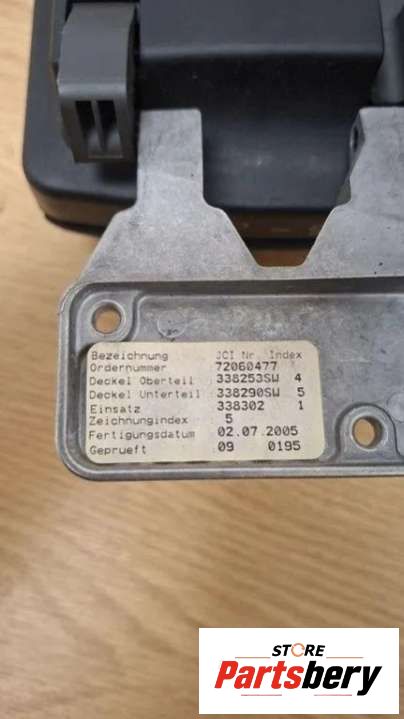 Bezeichnung JCI Nr. Index
Ordernummer 72060477
Deckel Oberteil 338253SW 4
Deckel Unterteil 338290SW 5
Einsatz 338302 1
Zeichnungindex 5
Fertigungsdatum 02.07.2005
Geprueft 09 0195
STORE
Partsbery